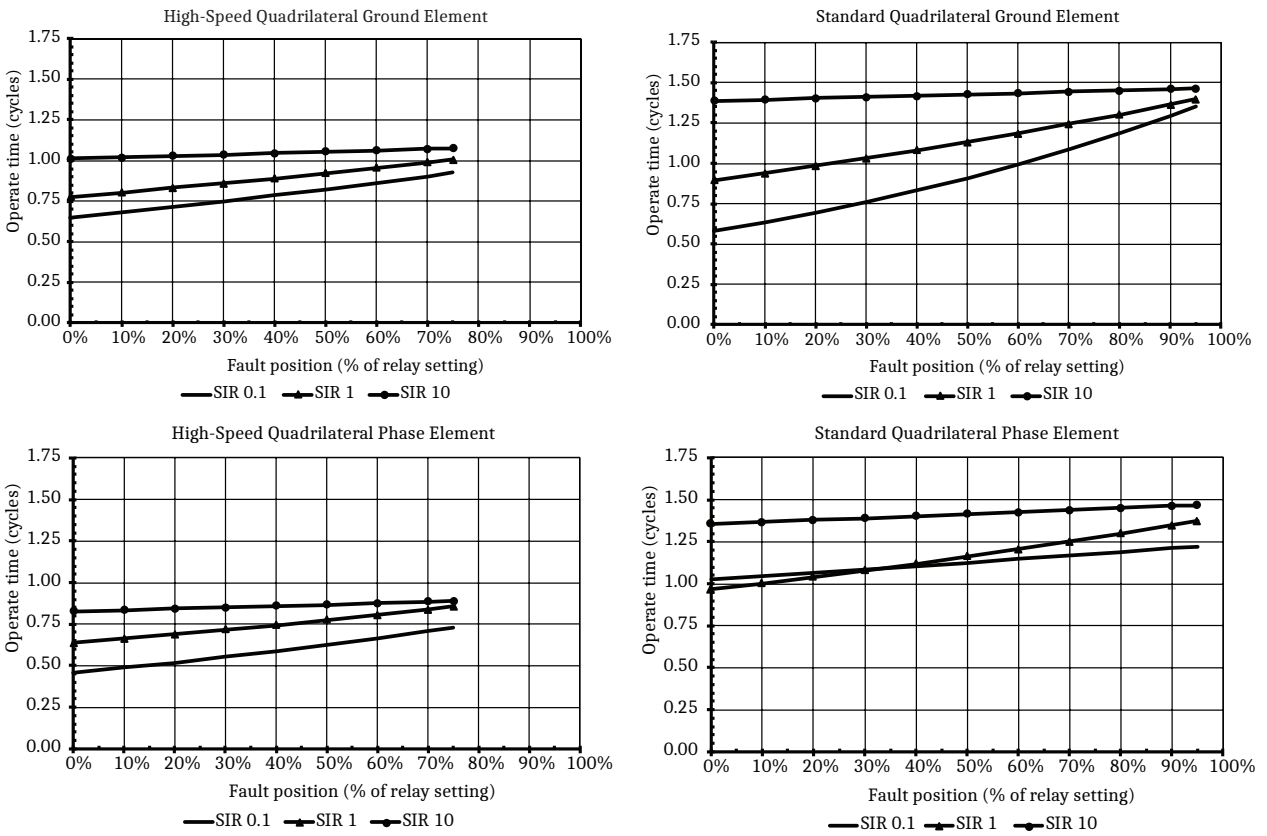 High-Speed Quadrilateral Ground Element
1.75
1.50
1.25
1.00
0.75
0.50
0.25
0.00
Operate time (cycles)
0% 10% 20% 30% 40% 50% 60% 70% 80% 90% 100%
Fault position (% of relay setting)
SIR 0.1 SIR 1 SIR 10
Standard Quadrilateral Ground Element
1.75
1.50
1.25
1.00
0.75
0.50
0.25
0.00
Operate time (cycles)
0% 10% 20% 30% 40% 50% 60% 70% 80% 90% 100%
Fault position (% of relay setting)
SIR 0.1 SIR 1 SIR 10
High-Speed Quadrilateral Phase Element
1.75
1.50
1.25
1.00
0.75
0.50
0.25
0.00
Operate time (cycles)
0% 10% 20% 30% 40% 50% 60% 70% 80% 90% 100%
Fault position (% of relay setting)
SIR 0.1 SIR 1 SIR 10
Standard Quadrilateral Phase Element
1.75
1.50
1.25
1.00
0.75
0.50
0.25
0.00
Operate time (cycles)
0% 10% 20% 30% 40% 50% 60% 70% 80% 90% 100%
Fault position (% of relay setting)
SIR 0.1 SIR 1 SIR 10